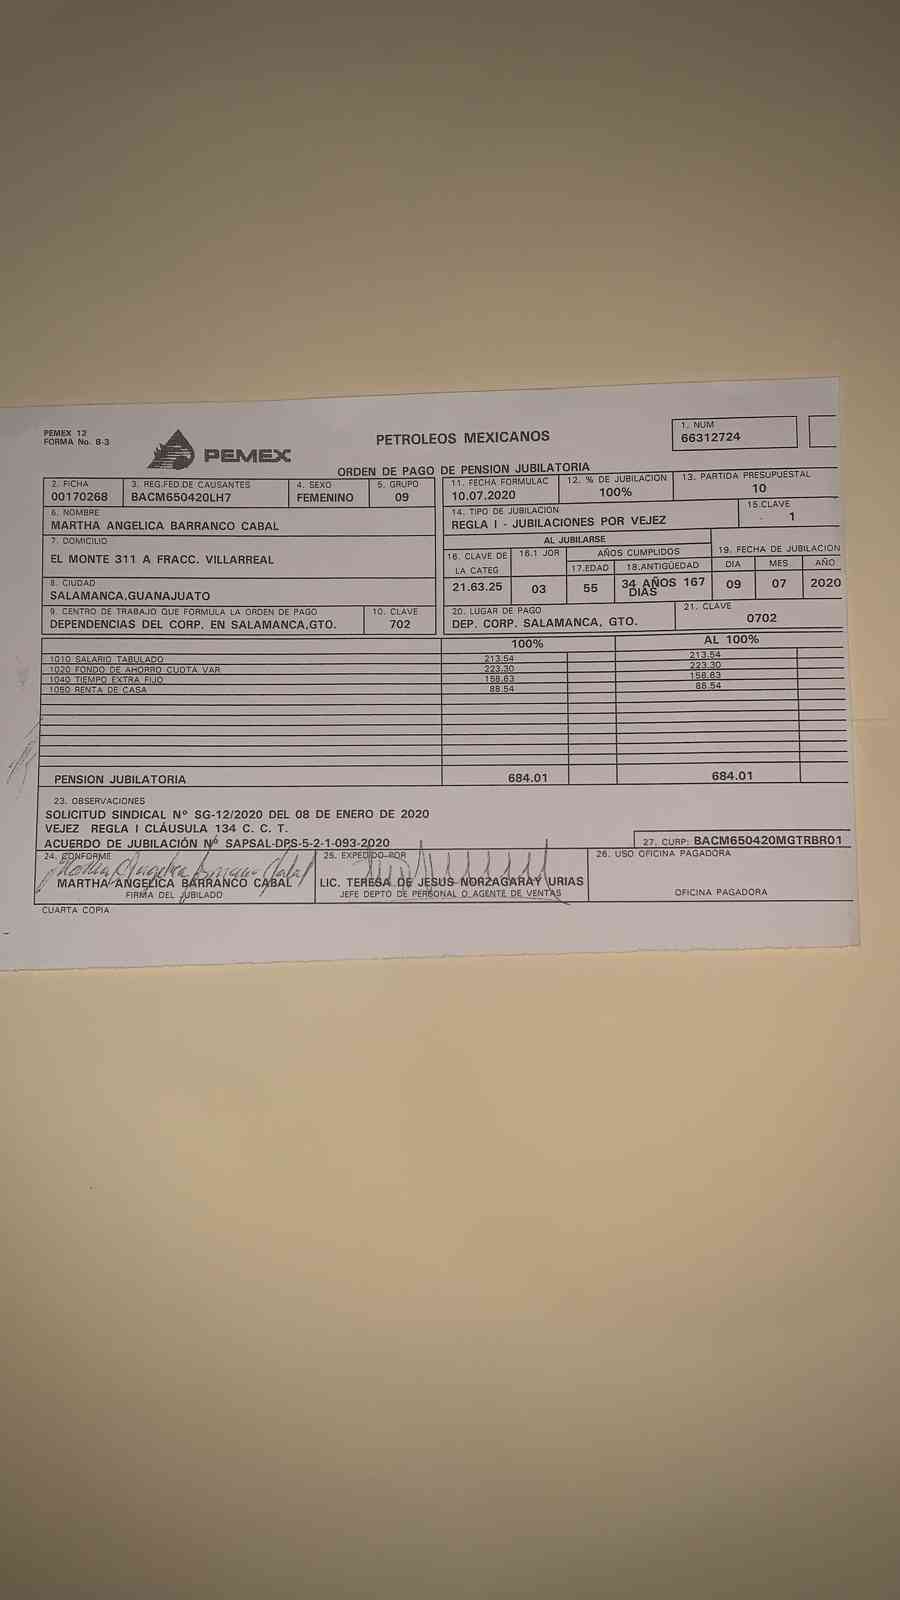 PEMEX 12
FORMA No. 8-3
PEMEX
PETROLEOS MEXICANOS
ORDEN DE PAGO DE PENSION JUBILATORIA
1. NUM
66312724
2. FICHA
00170268
3. REG.FED.DE CAUSANTES
BACM650420LH7
4. SEXO
FEMENINO
5. GRUPO
09
11. FECHA FORMULAC
10.07.2020
12. % DE JUBILACION
100%
13. PARTIDA PRESUPUESTAL
10
6. NOMBRE
MARTHA ANGELICA BARRANCO CABAL
14. TIPO DE JUBILACION
REGLA I - JUBILACIONES POR VEJEZ
15.CLAVE
1
7. DOMICILIO
EL MONTE 311 A FRACC. VILLARREAL
AL JUBILARSE
16. CLAVE DE
LA CATEG
21.63.25
16.1 JOR
03
AÑOS CUMPLIDOS
17.EDAD
55
18.ANTIGÜEDAD
34 AÑOS 167
DIAS
19. FECHA DE JUBILACION
DIA MES AÑO
09 07 2020
8. CIUDAD
SALAMANCA,GUANAJUATO
9. CENTRO DE TRABAJO QUE FORMULA LA ORDEN DE PAGO
DEPENDENCIAS DEL CORP. EN SALAMANCA,GTO.
10. CLAVE
702
20. LUGAR DE PAGO
DEP. CORP. SALAMANCA, GTO.
21. CLAVE
0702
100% AL 100%
1010 SALARIO TABULADO 213.54 213.54
1020 FONDO DE AHORRO CUOTA VAR 223.30 223.30
1040 TIEMPO EXTRA FIJO 158.63 158.63
1050 RENTA DE CASA 88.54 88.54
PENSION JUBILATORIA 684.01 684.01
23. OBSERVACIONES
SOLICITUD SINDICAL Nº SG-12/2020 DEL 08 DE ENERO DE 2020
VEJEZ REGLA I CLÁUSULA 134 C. C. T.
ACUERDO DE JUBILACIÓN Nº SAPSAL-DPS-5-2-1-093-2020
27. CURP: BACM650420MGTRBR01
24. CONFORME
MARTHA ANGELICA BARRANCO CABAL
FIRMA DEL JUBILADO
25. EXPEDIDO POR
LIC. TERESA DE JESUS NORZAGARAY URIAS
JEFE DEPTO DE PERSONAL O AGENTE DE VENTAS
26. USO OFICINA PAGADORA
OFICINA PAGADORA
CUARTA COPIA